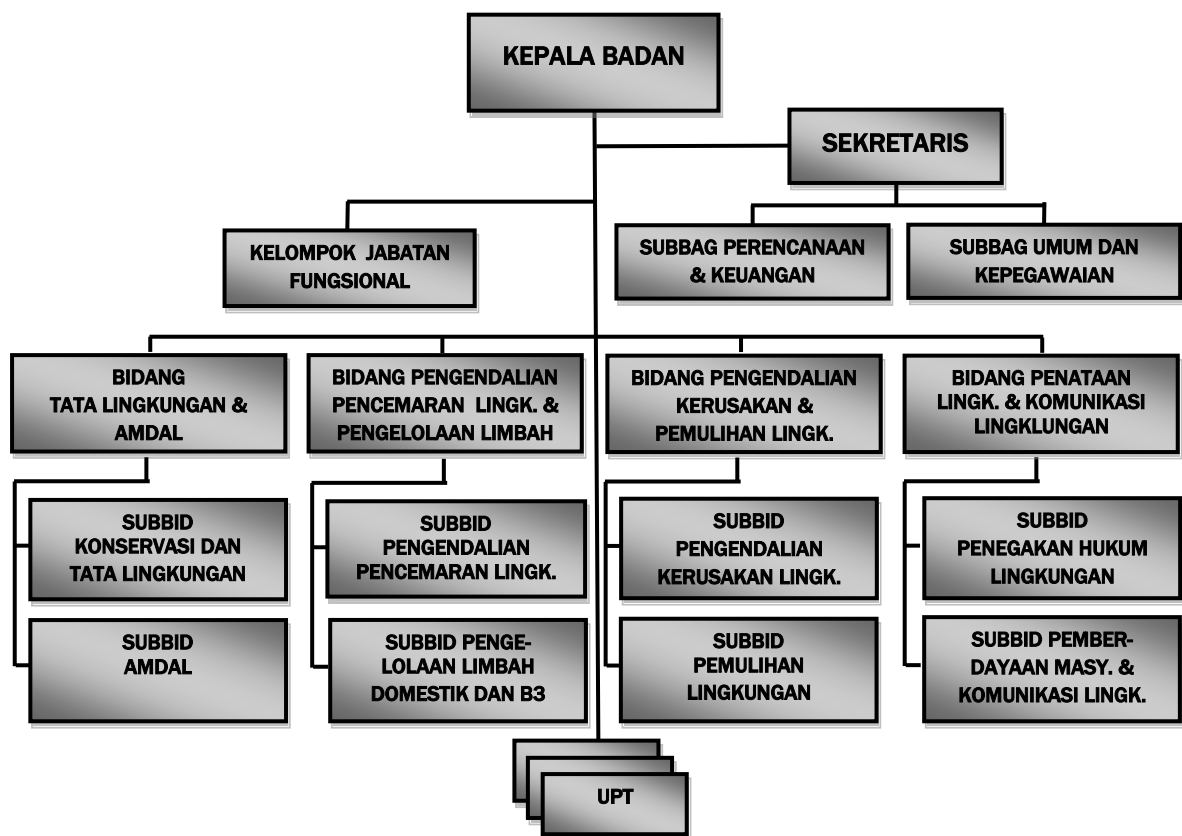 KEPALA BADAN
SEKRETARIS
KELOMPOK JABATAN
FUNGSIONAL
SUBBAG PERENCANAAN
& KEUANGAN
SUBBAG UMUM DAN
KEPEGAWAIAN
BIDANG
TATA LINGKUNGAN &
AMDAL
BIDANG PENGENDALIAN
PENCEMARAN LINGK. &
PENGELOLAAN LIMBAH
BIDANG PENGENDALIAN
KERUSAKAN &
PEMULIHAN LINGK.
BIDANG PENATAAN
LINGK. & KOMUNIKASI
LINGKLUNGAN
SUBBID
KONSERVASI DAN
TATA LINGKUNGAN
SUBBID
PENGENDALIAN
PENCEMARAN LINGK.
SUBBID
PENGENDALIAN
KERUSAKAN LINGK.
SUBBID
PENEGAKAN HUKUM
LINGKUNGAN
SUBBID
AMDAL
SUBBID PENGE-
LOLAAN LIMBAH
DOMESTIK DAN B3
SUBBID
PEMULIHAN
LINGKUNGAN
SUBBID PEMBER-
DAYAAN MASY. &
KOMUNIKASI LINGK.
UPT